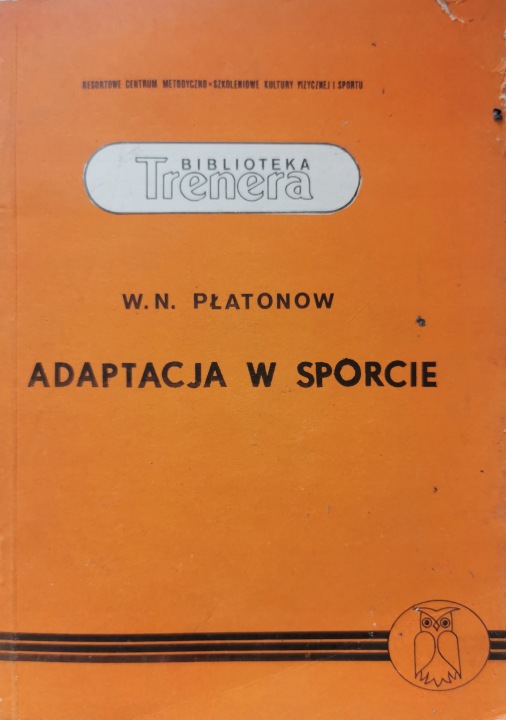 RESORTOWE CENTRUM METODYCZNO-SZKOLENIOWE KULTURY FIZYCZNEJ I SPORTU
BIBLIOTEKA
Trenera
W.N. PŁATONOW
ADAPTACJA W SPORCIE